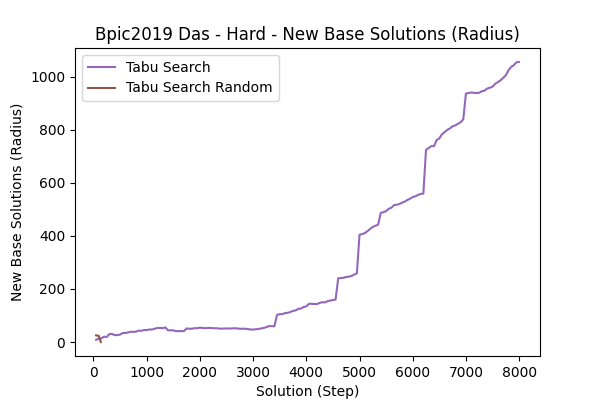 Bpic2019 Das - Hard - New Base Solutions (Radius)
Tabu Search
Tabu Search Random
New Base Solutions (Radius)
1000
800
600
400
200
0
0 1000 2000 3000 4000 5000 6000 7000 8000
Solution (Step)